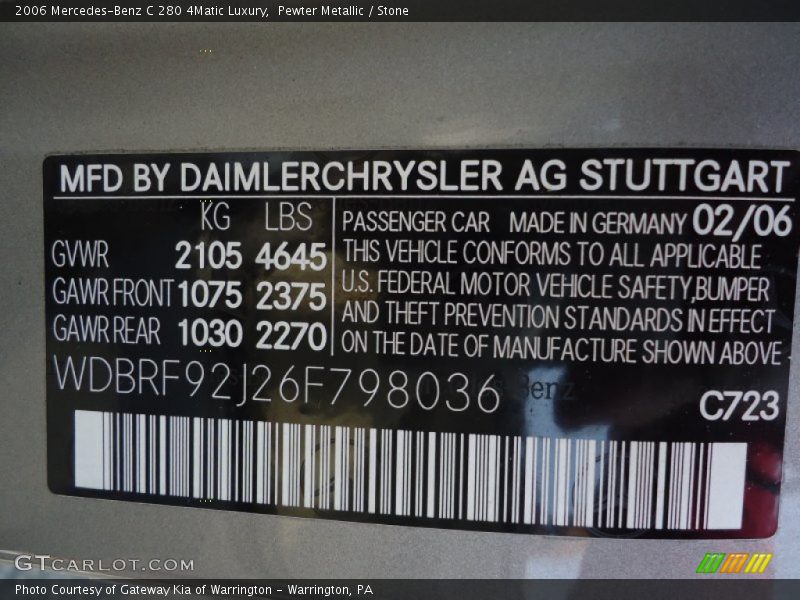 2006 Mercedes-Benz C 280 4Matic Luxury,  Pewter Metallic / Stone
MFD BY DAIMLERCHRYSLER AG STUTTGART
KG LBS
GVWR 2105 4645
GAWR FRONT 1075 2375
GAWR REAR 1030 2270
PASSENGER CAR MADE IN GERMANY 02/06
THIS VEHICLE CONFORMS TO ALL APPLICABLE
U.S. FEDERAL MOTOR VEHICLE SAFETY,BUMPER
AND THEFT PREVENTION STANDARDS IN EFFECT
ON THE DATE OF MANUFACTURE SHOWN ABOVE
WDBRF92J26F798036
Benz
C723
GTCARLOT.COM
Photo Courtesy of Gateway Kia of Warrington - Warrington, PA